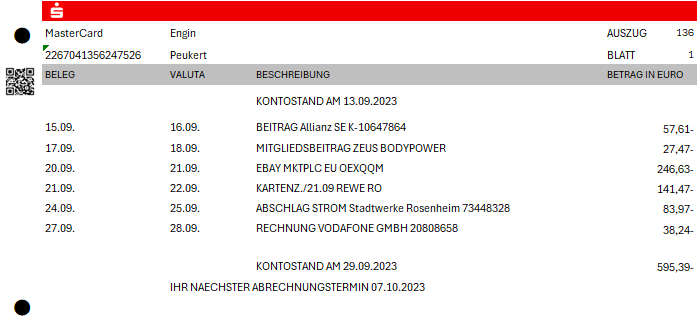 MasterCard Engin AUSZUG 136
2267041356247526 Peukert BLATT 1
BELEG VALUTA BESCHREIBUNG BETRAG IN EURO
KONTOSTAND AM 13.09.2023
15.09. 16.09. BEITRAG Allianz SE K-10647864 57,61-
17.09. 18.09. MITGLIEDSBEITRAG ZEUS BODYPOWER 27,47-
20.09. 21.09. EBAY MKTPLC EU OEXQQM 246,63-
21.09. 22.09. KARTENZ./21.09 REWE RO 141,47-
24.09. 25.09. ABSCHLAG STROM Stadtwerke Rosenheim 73448328 83,97-
27.09. 28.09. RECHNUNG VODAFONE GMBH 20808658 38,24-
KONTOSTAND AM 29.09.2023 595,39-
IHR NAECHSTER ABRECHNUNGSTERMIN 07.10.2023